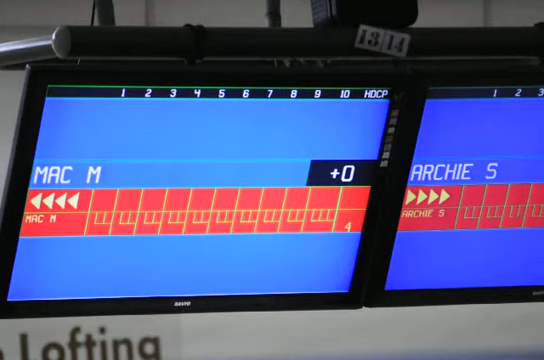 13 14
1 2 3 4 5 6 7 8 9 10 HDCP
MAC M +0
MAC M
4
SANYO
1 2 3
ARCHIE S
ARCHIE S
Lofting